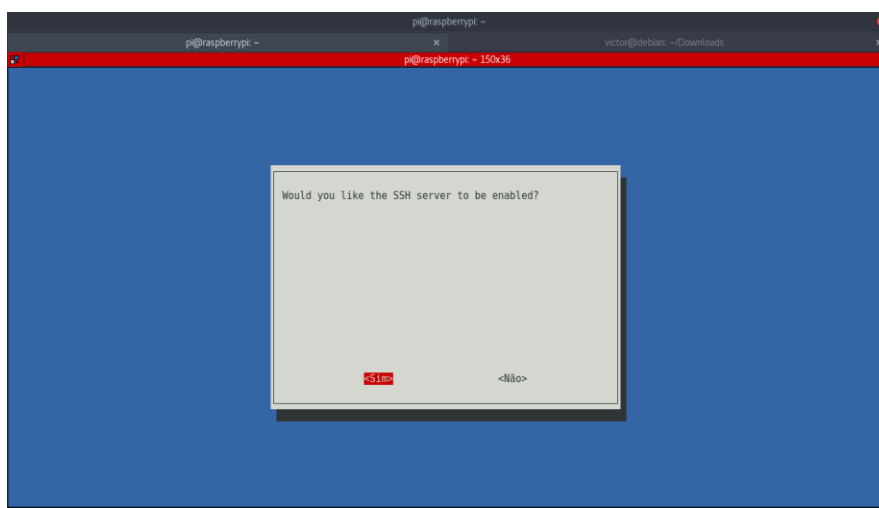 pi@raspberrypi: ~
pi@raspberrypi: ~ × victor@debian: ~/Downloads
pi@raspberrypi: ~ 150x36
Would you like the SSH server to be enabled?
<Sim> <Não>